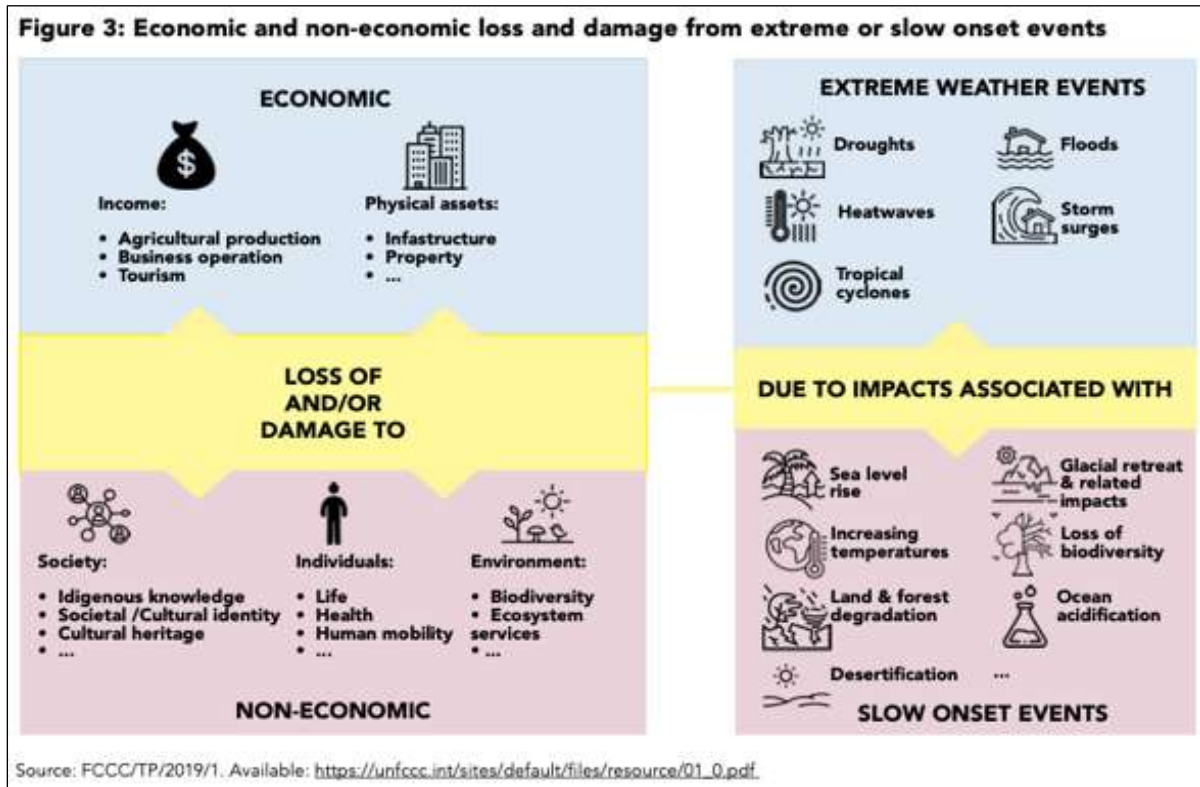 Figure 3: Economic and non-economic loss and damage from extreme or slow onset events
ECONOMIC
$
Income:
• Agricultural production
• Business operation
• Tourism
Physical assets:
• Infastructure
• Property
• ...
LOSS OF
AND/OR
DAMAGE TO
Society:
• Idigenous knowledge
• Societal /Cultural identity
• Cultural heritage
• ...
Individuals:
• Life
• Health
• Human mobility
• ...
Environment:
• Biodiversity
• Ecosystem
services
• ...
NON-ECONOMIC
EXTREME WEATHER EVENTS
Droughts
Floods
Heatwaves
Storm
surges
Tropical
cyclones
DUE TO IMPACTS ASSOCIATED WITH
Sea level
rise
Glacial retreat
& related
impacts
Increasing
temperatures
Loss of
biodiversity
Land & forest
degradation
Ocean
acidification
Desertification
...
SLOW ONSET EVENTS
Source: FCCC/TP/2019/1. Available: https://unfccc.int/sites/default/files/resource/01_0.pdf